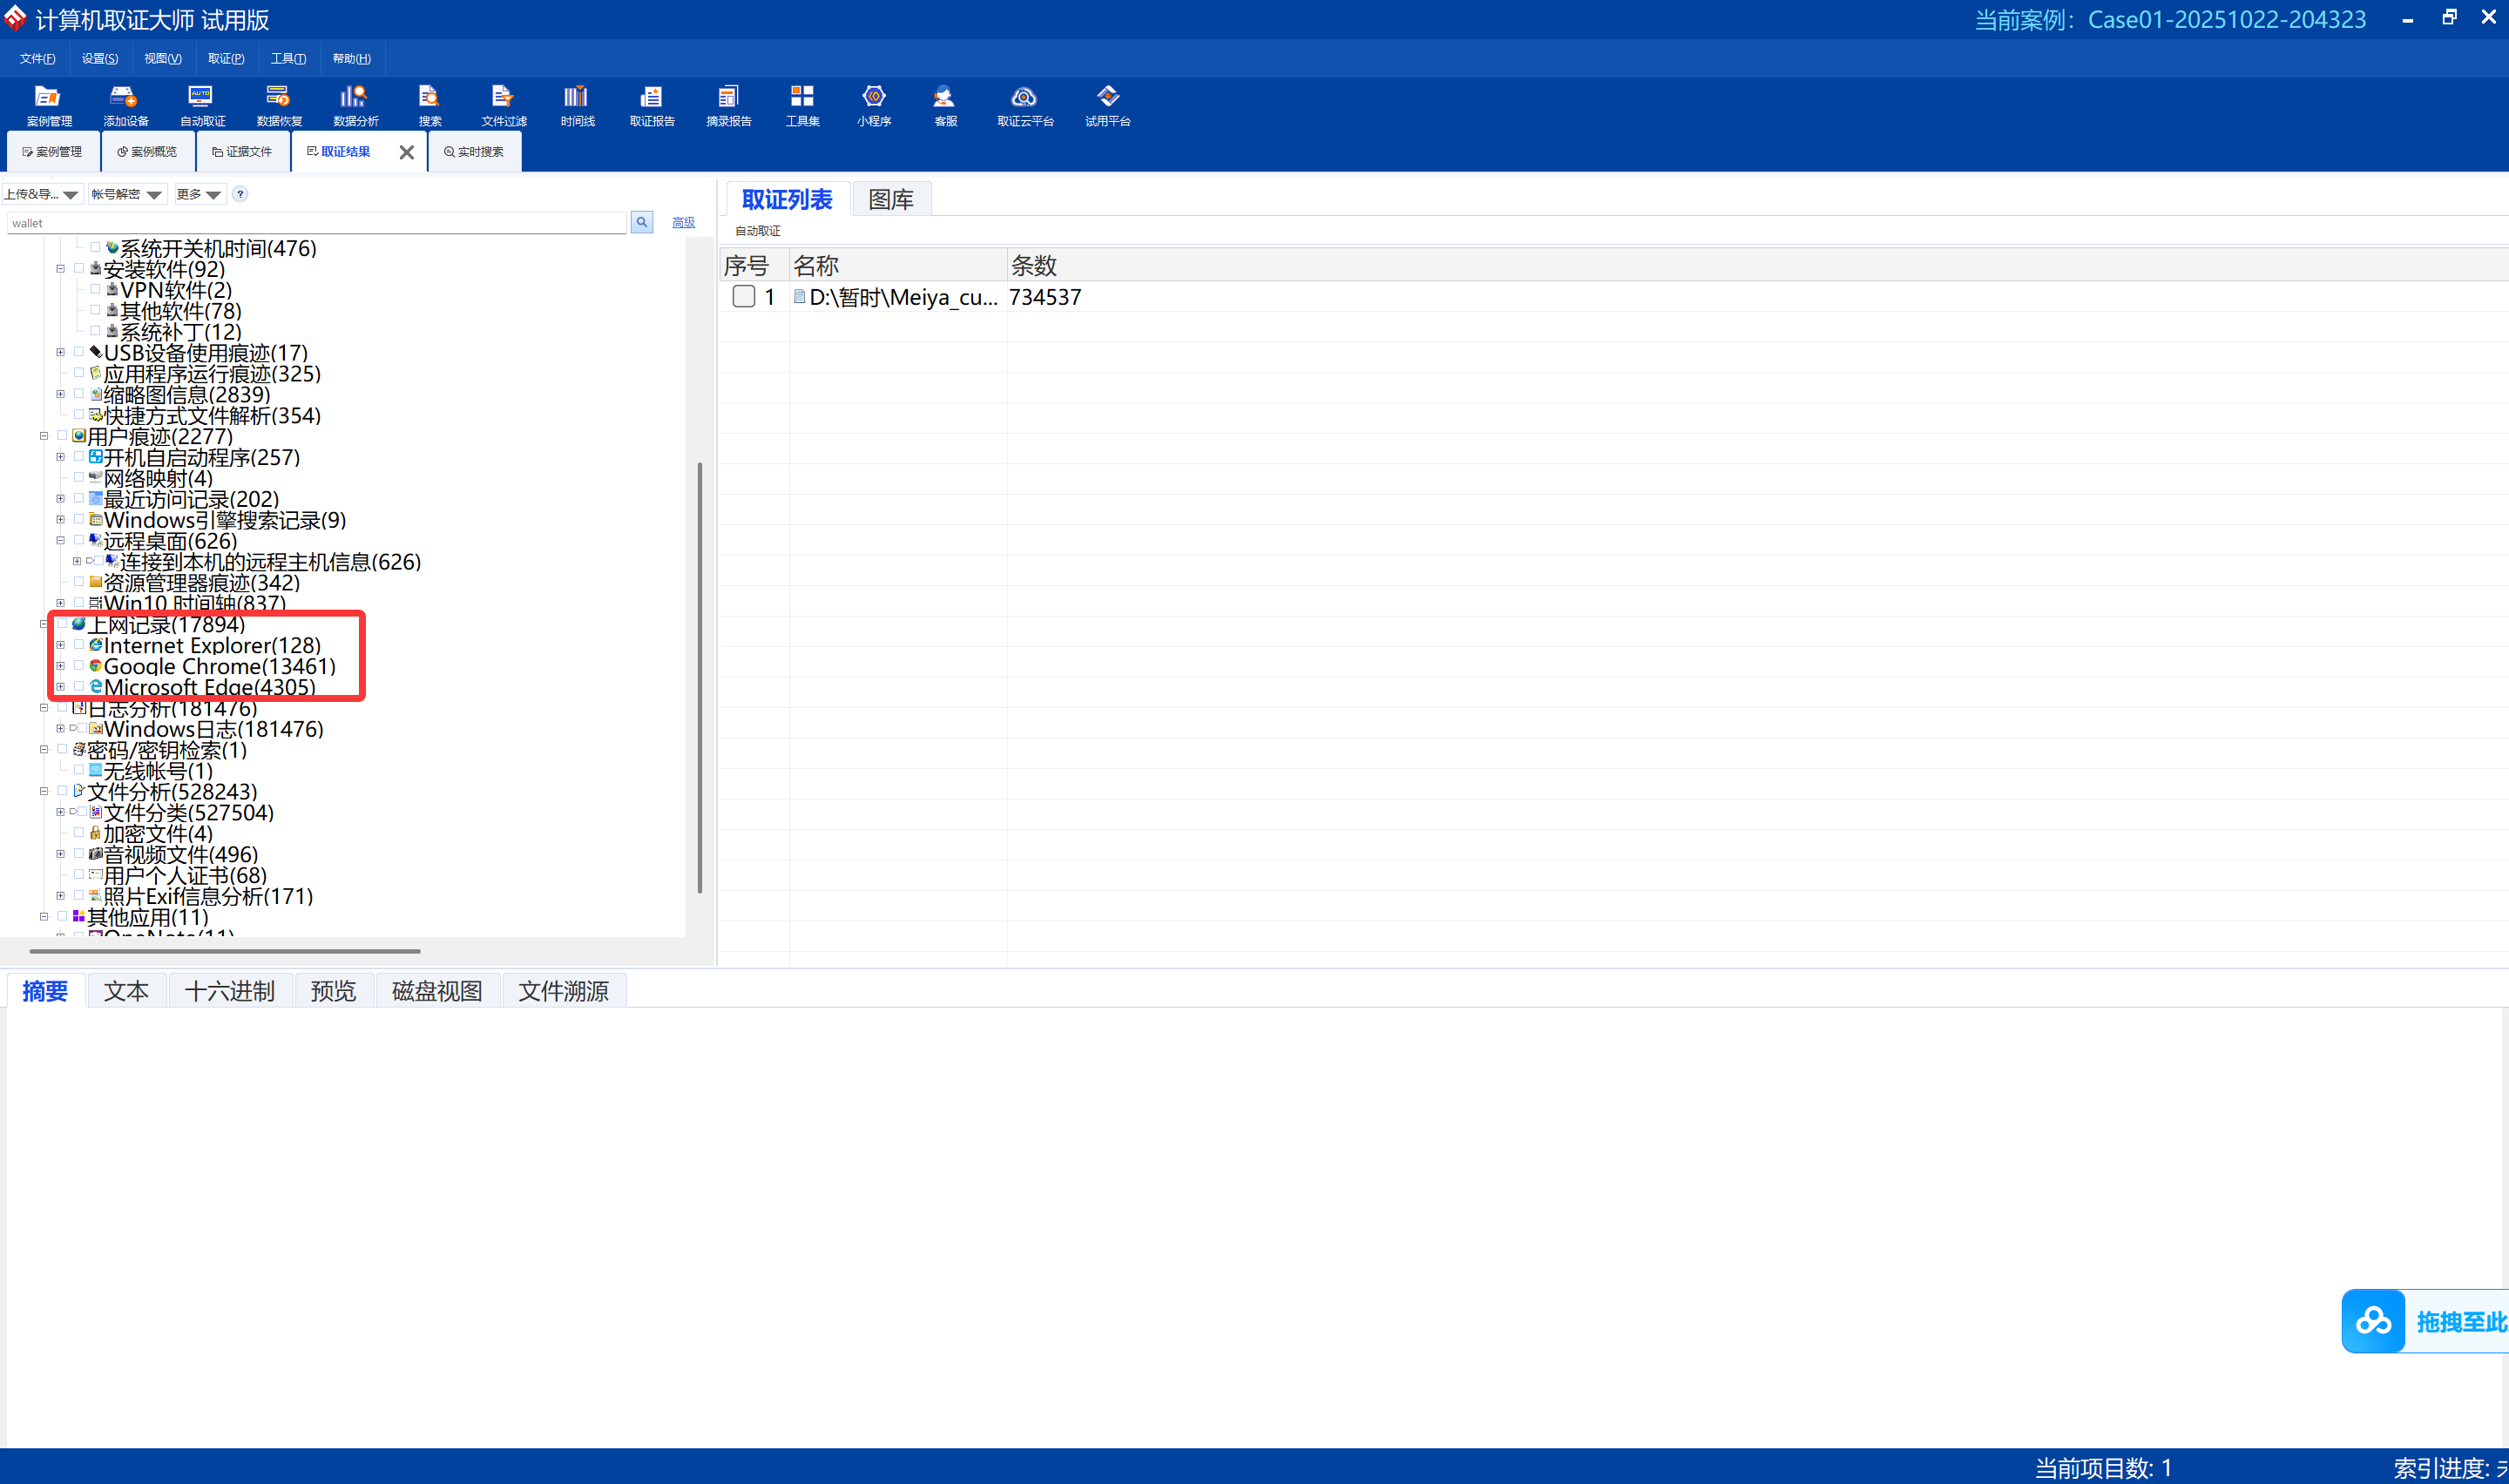 计算机取证大师 试用版
当前案例：Case01-20251022-204323
文件(F) 设置(S) 视图(V) 取证(P) 工具(T) 帮助(H)
案例管理 添加设备 自动取证 数据恢复 数据分析 搜索 文件过滤 时间线 取证报告 摘录报告 工具集 小程序 客服 取证云平台 试用平台
案例管理 案例概览 证据文件 取证结果 实时搜索
上传&导... 帐号解密 更多 ?
wallet 高级
系统开关机时间(476)
安装软件(92)
VPN软件(2)
其他软件(78)
系统补丁(12)
USB设备使用痕迹(17)
应用程序运行痕迹(325)
缩略图信息(2839)
快捷方式文件解析(354)
用户痕迹(2277)
开机自启动程序(257)
网络映射(4)
最近访问记录(202)
Windows引擎搜索记录(9)
远程桌面(626)
连接到本机的远程主机信息(626)
资源管理器痕迹(342)
Win10 时间轴(837)
上网记录(17894)
Internet Explorer(128)
Google Chrome(13461)
Microsoft Edge(4305)
日志分析(181476)
Windows日志(181476)
密码/密钥检索(1)
无线帐号(1)
文件分析(528243)
文件分类(527504)
加密文件(4)
音视频文件(496)
用户个人证书(68)
照片Exif信息分析(171)
其他应用(11)
OneNote(11)
取证列表 图库
自动取证
序号 名称 条数
1 D:\暂时\Meiya_cu... 734537
摘要 文本 十六进制 预览 磁盘视图 文件溯源
拖拽至此
当前项目数: 1 索引进度: